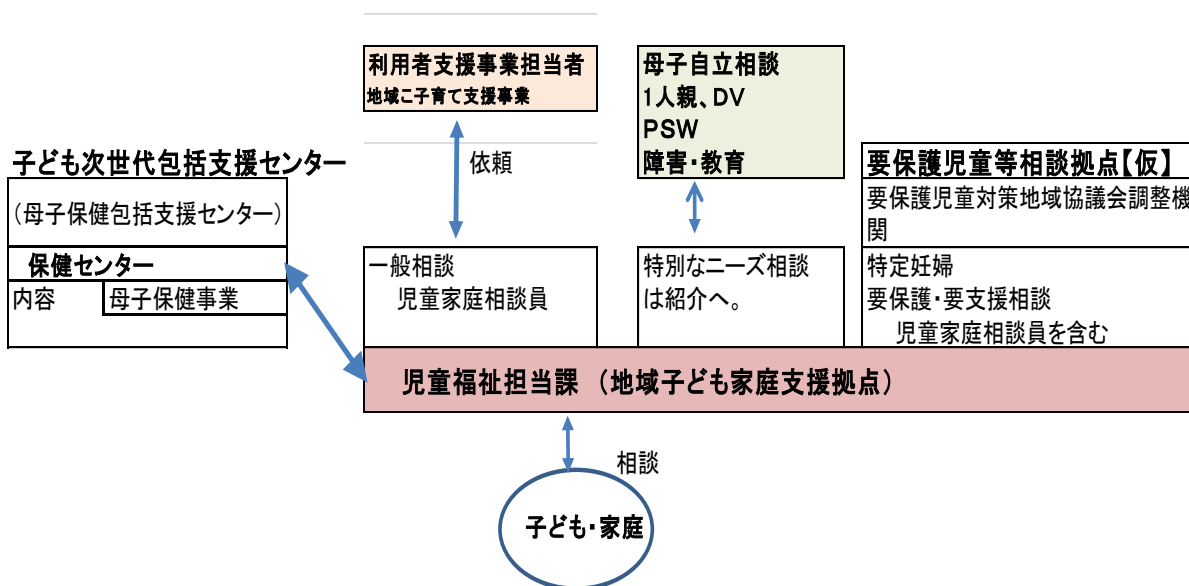 利用者支援事業担当者
地域こ子育て支援事業
母子自立相談
1人親、DV
PSW
障害・教育
子ども次世代包括支援センター
依頼
要保護児童等相談拠点【仮】
(母子保健包括支援センター)
要保護児童対策地域協議会調整機
関
保健センター
内容
母子保健事業
一般相談
児童家庭相談員
特別なニーズ相談
は紹介へ。
特定妊婦
要保護・要支援相談
児童家庭相談員を含む
児童福祉担当課 (地域子ども家庭支援拠点)
相談
子ども・家庭